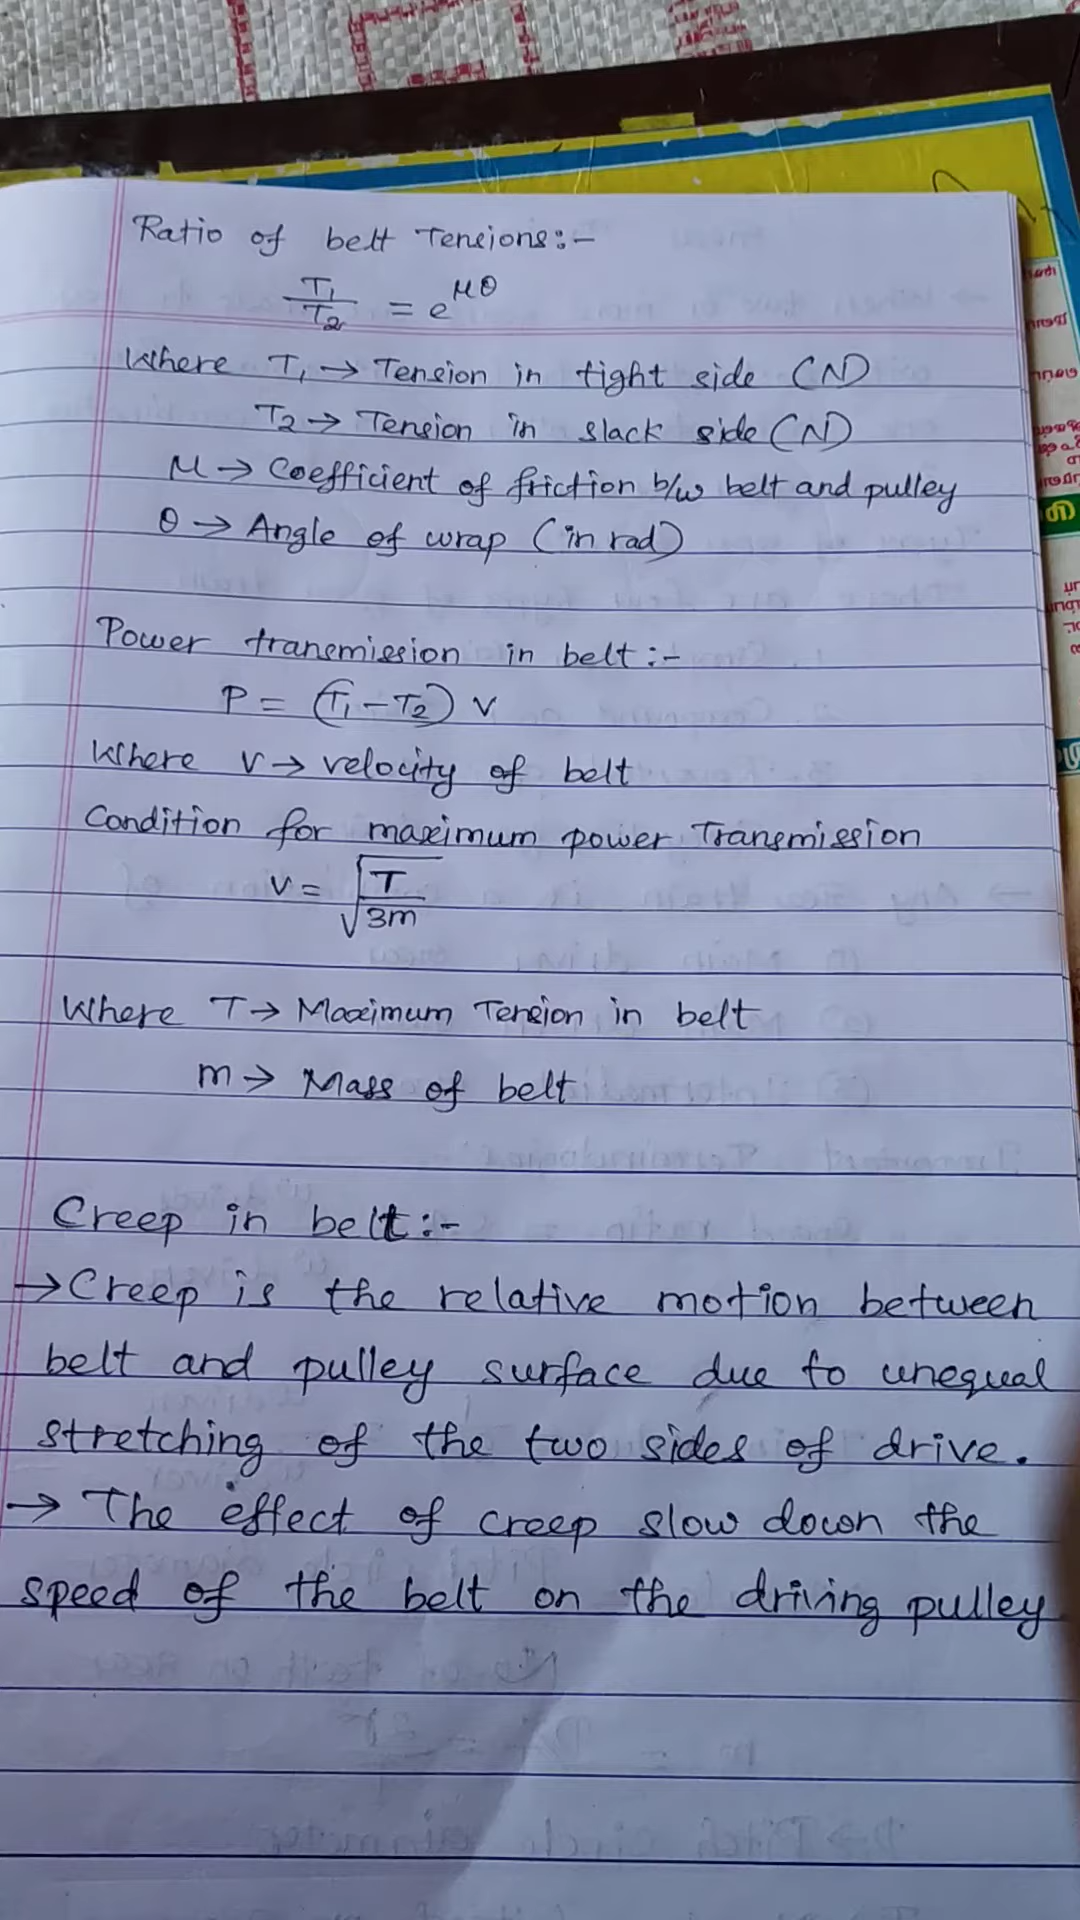 Ratio of belt Tensions:-
T₁/T₂ = e^μθ
Where T₁ → Tension in tight side (N)
T₂ → Tension in slack side (N)
μ → Coefficient of friction b/w belt and pulley
θ → Angle of wrap (in rad)
Power transmission in belt:-
P = (T₁ - T₂) v
Where v → velocity of belt
Condition for maximum power Transmission
v = √(T/3m)
Where T → Maximum Tension in belt
m → Mass of belt
Creep in belt:-
→ Creep is the relative motion between
belt and pulley surface due to unequal
stretching of the two sides of drive.
→ The effect of creep slow down the
speed of the belt on the driving pulley